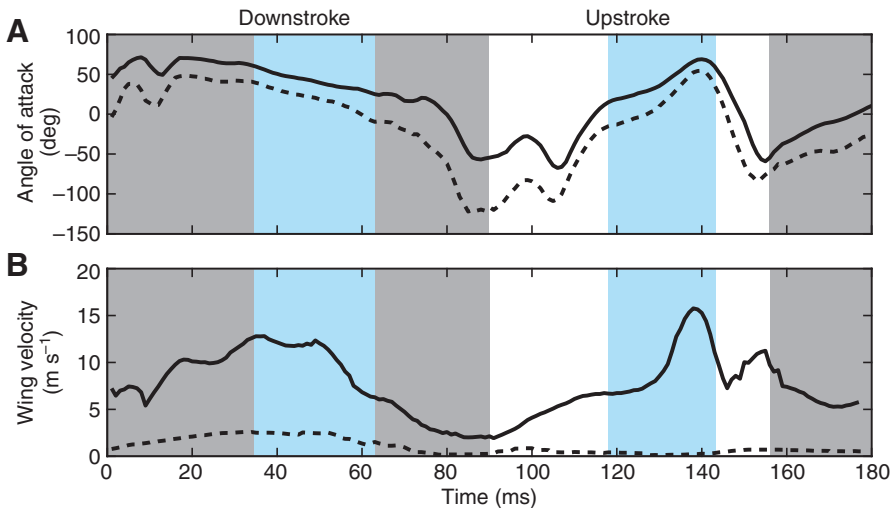 Downstroke Upstroke
A
100
50
0
−50
−100
−150
Angle of attack
(deg)
B
20
15
10
5
0
Wing velocity
(m s−1)
0 20 40 60 80 100 120 140 160 180
Time (ms)